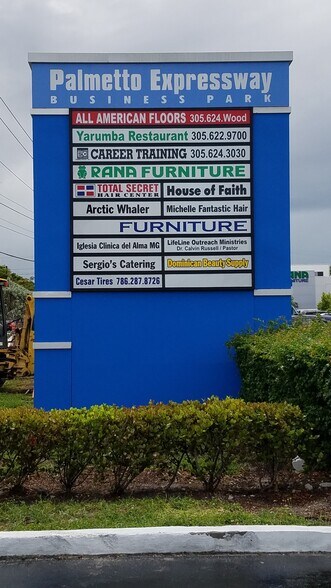 Palmetto Expressway
BUSINESS PARK
ALL AMERICAN FLOORS 305.624.Wood
Yarumba Restaurant 305.622.9700
CAREER TRAINING 305.624.3030
RANA FURNITURE
TOTAL SECRET
HAIR CENTER
House of Faith
Arctic Whaler
Michelle Fantastic Hair
FURNITURE
Iglesia Clinica del Alma MG
LifeLine Outreach Ministries
Dr. Calvin Russell / Pastor
Sergio's Catering
Dominican Beauty Supply
Cesar Tires 786.287.8726
RANA
FURNITURE